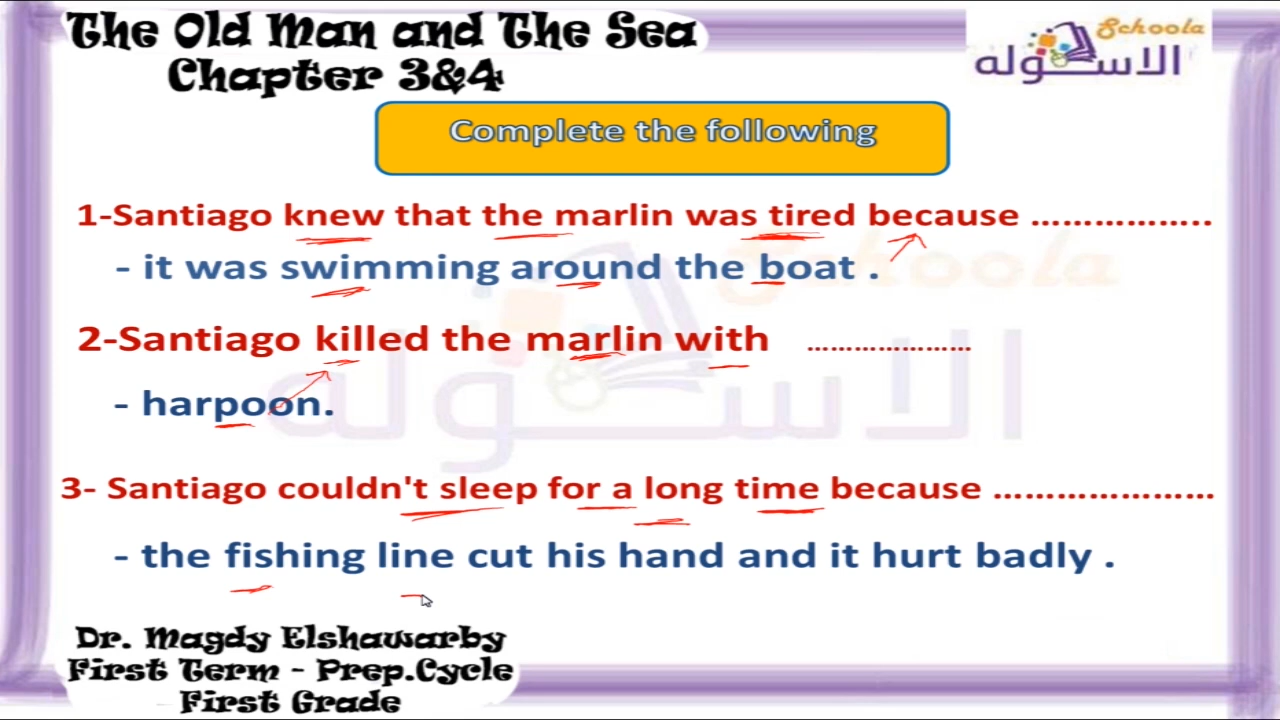 The Old Man and The Sea
Chapter 3&4
Schoola
الاسكوله
Complete the following
1-Santiago knew that the marlin was tired because ……………..
- it was swimming around the boat .
2-Santiago killed the marlin with …………………
- harpoon.
3- Santiago couldn't sleep for a long time because …………………
- the fishing line cut his hand and it hurt badly .
Dr. Magdy Elshawarby
First Term - Prep.Cycle
First Grade